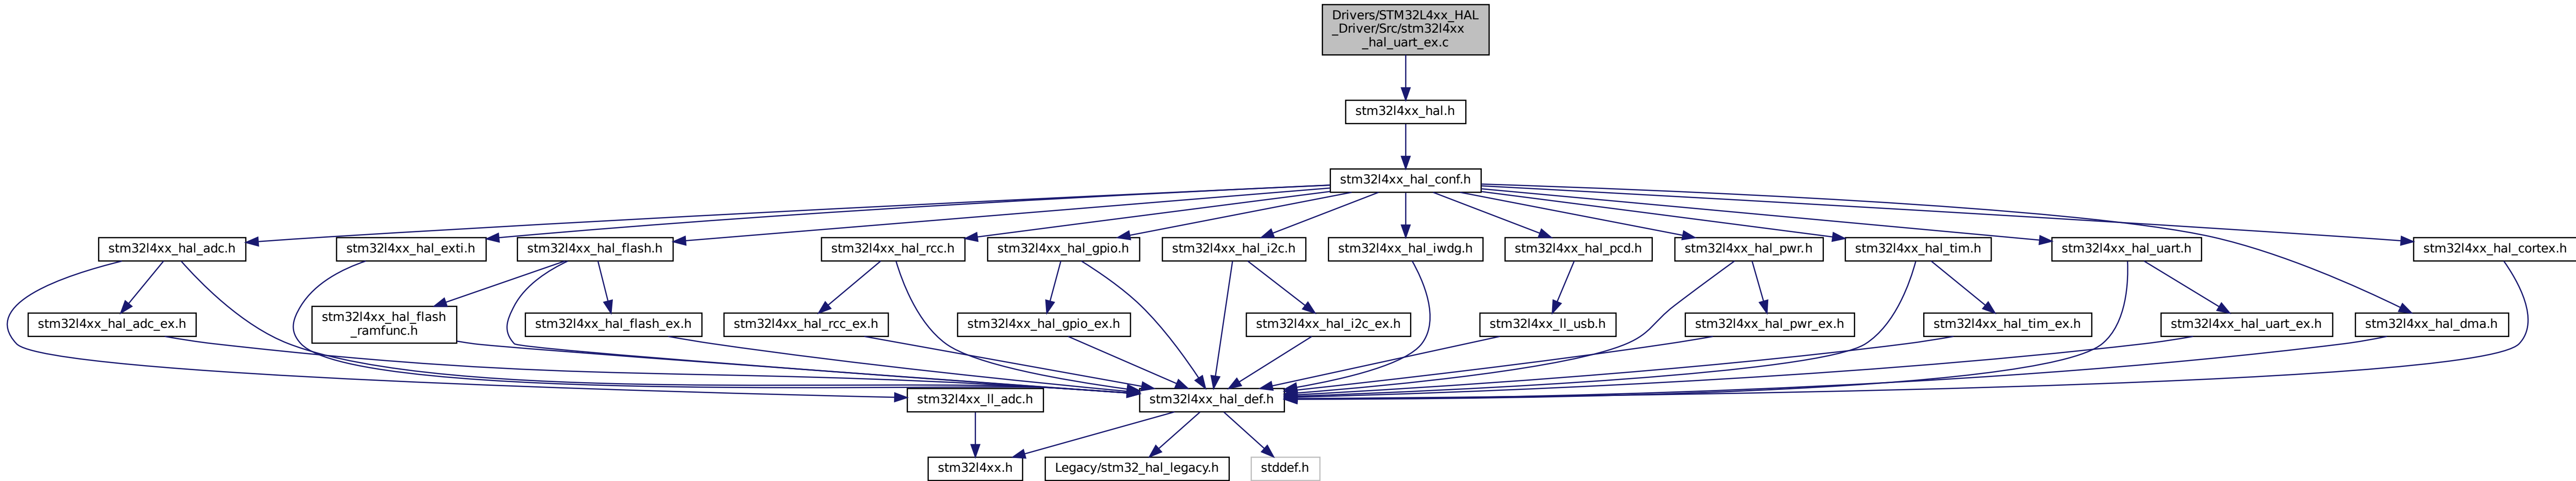 Drivers/STM32L4xx_HAL
_Driver/Src/stm32l4xx
_hal_uart_ex.c
stm32l4xx_hal.h
stm32l4xx_hal_conf.h
stm32l4xx_hal_adc.h
stm32l4xx_hal_exti.h
stm32l4xx_hal_flash.h
stm32l4xx_hal_rcc.h
stm32l4xx_hal_gpio.h
stm32l4xx_hal_i2c.h
stm32l4xx_hal_iwdg.h
stm32l4xx_hal_pcd.h
stm32l4xx_hal_pwr.h
stm32l4xx_hal_tim.h
stm32l4xx_hal_uart.h
stm32l4xx_hal_cortex.h
stm32l4xx_hal_adc_ex.h
stm32l4xx_hal_flash
_ramfunc.h
stm32l4xx_hal_flash_ex.h
stm32l4xx_hal_rcc_ex.h
stm32l4xx_hal_gpio_ex.h
stm32l4xx_hal_i2c_ex.h
stm32l4xx_ll_usb.h
stm32l4xx_hal_pwr_ex.h
stm32l4xx_hal_tim_ex.h
stm32l4xx_hal_uart_ex.h
stm32l4xx_hal_dma.h
stm32l4xx_ll_adc.h
stm32l4xx_hal_def.h
stm32l4xx.h
Legacy/stm32_hal_legacy.h
stddef.h